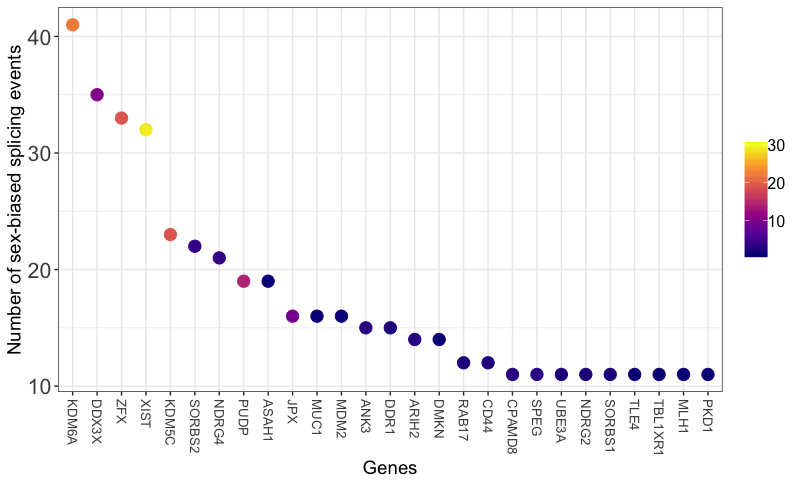 Number of sex-biased splicing events
40
30
20
10
KDM6A
DDX3X
ZFX
XIST
KDM5C
SORBS2
NDRG4
PUDP
ASAH1
JPX
MUC1
MDM2
ANK3
DDR1
ARIH2
DMKN
RAB17
CD44
CPAMD8
SPEG
UBE3A
NDRG2
SORBS1
TLE4
TBL1XR1
MLH1
PKD1
Genes
30
20
10